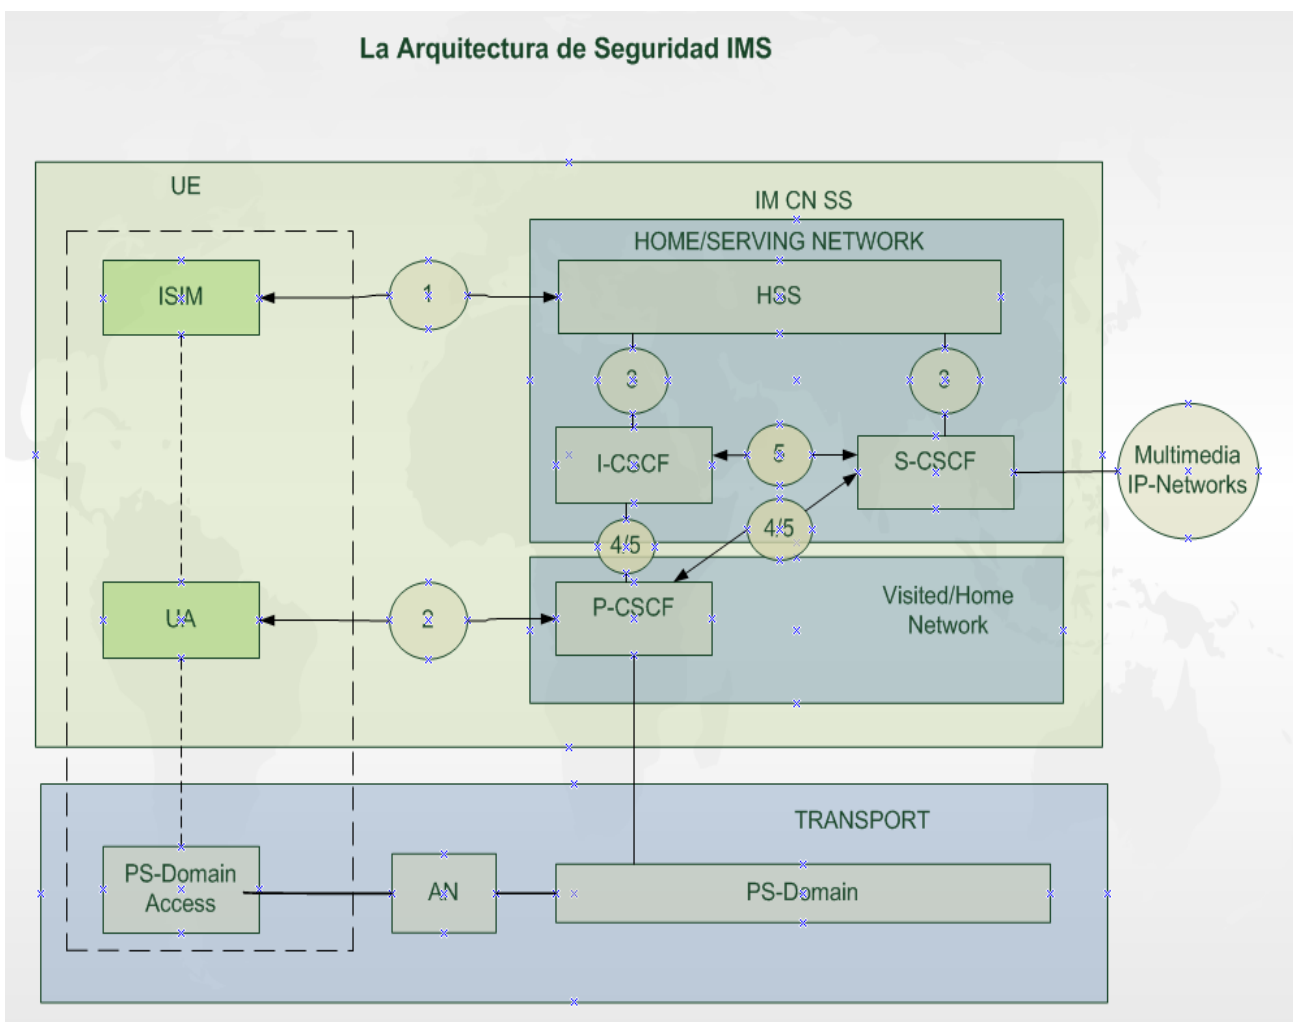 La Arquitectura de Seguridad IMS
UE
IM CN SS
HOME/SERVING NETWORK
ISIM
1
HSS
3
3
I-CSCF
5
S-CSCF
Multimedia
IP-Networks
4/5
4/5
UA
2
P-CSCF
Visited/Home
Network
TRANSPORT
PS-Domain
Access
AN
PS-Domain